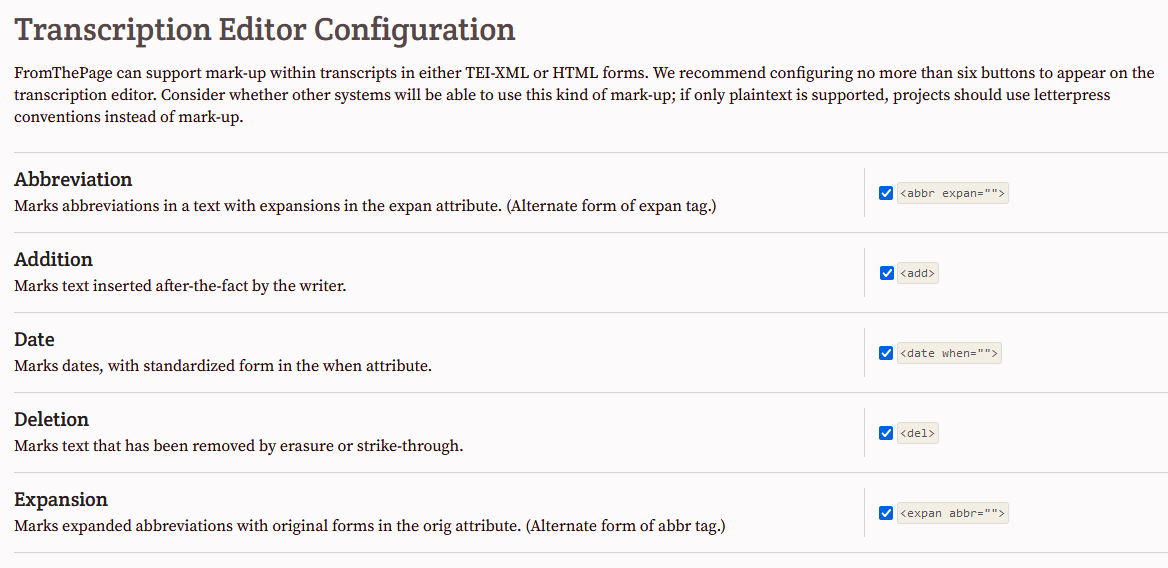 Transcription Editor Configuration
FromThePage can support mark-up within transcripts in either TEI-XML or HTML forms. We recommend configuring no more than six buttons to appear on the
transcription editor. Consider whether other systems will be able to use this kind of mark-up; if only plaintext is supported, projects should use letterpress
conventions instead of mark-up.
Abbreviation
Marks abbreviations in a text with expansions in the expan attribute. (Alternate form of expan tag.)
<abbr expan="">
Addition
Marks text inserted after-the-fact by the writer.
<add>
Date
Marks dates, with standardized form in the when attribute.
<date when="">
Deletion
Marks text that has been removed by erasure or strike-through.
<del>
Expansion
Marks expanded abbreviations with original forms in the orig attribute. (Alternate form of abbr tag.)
<expan abbr="">